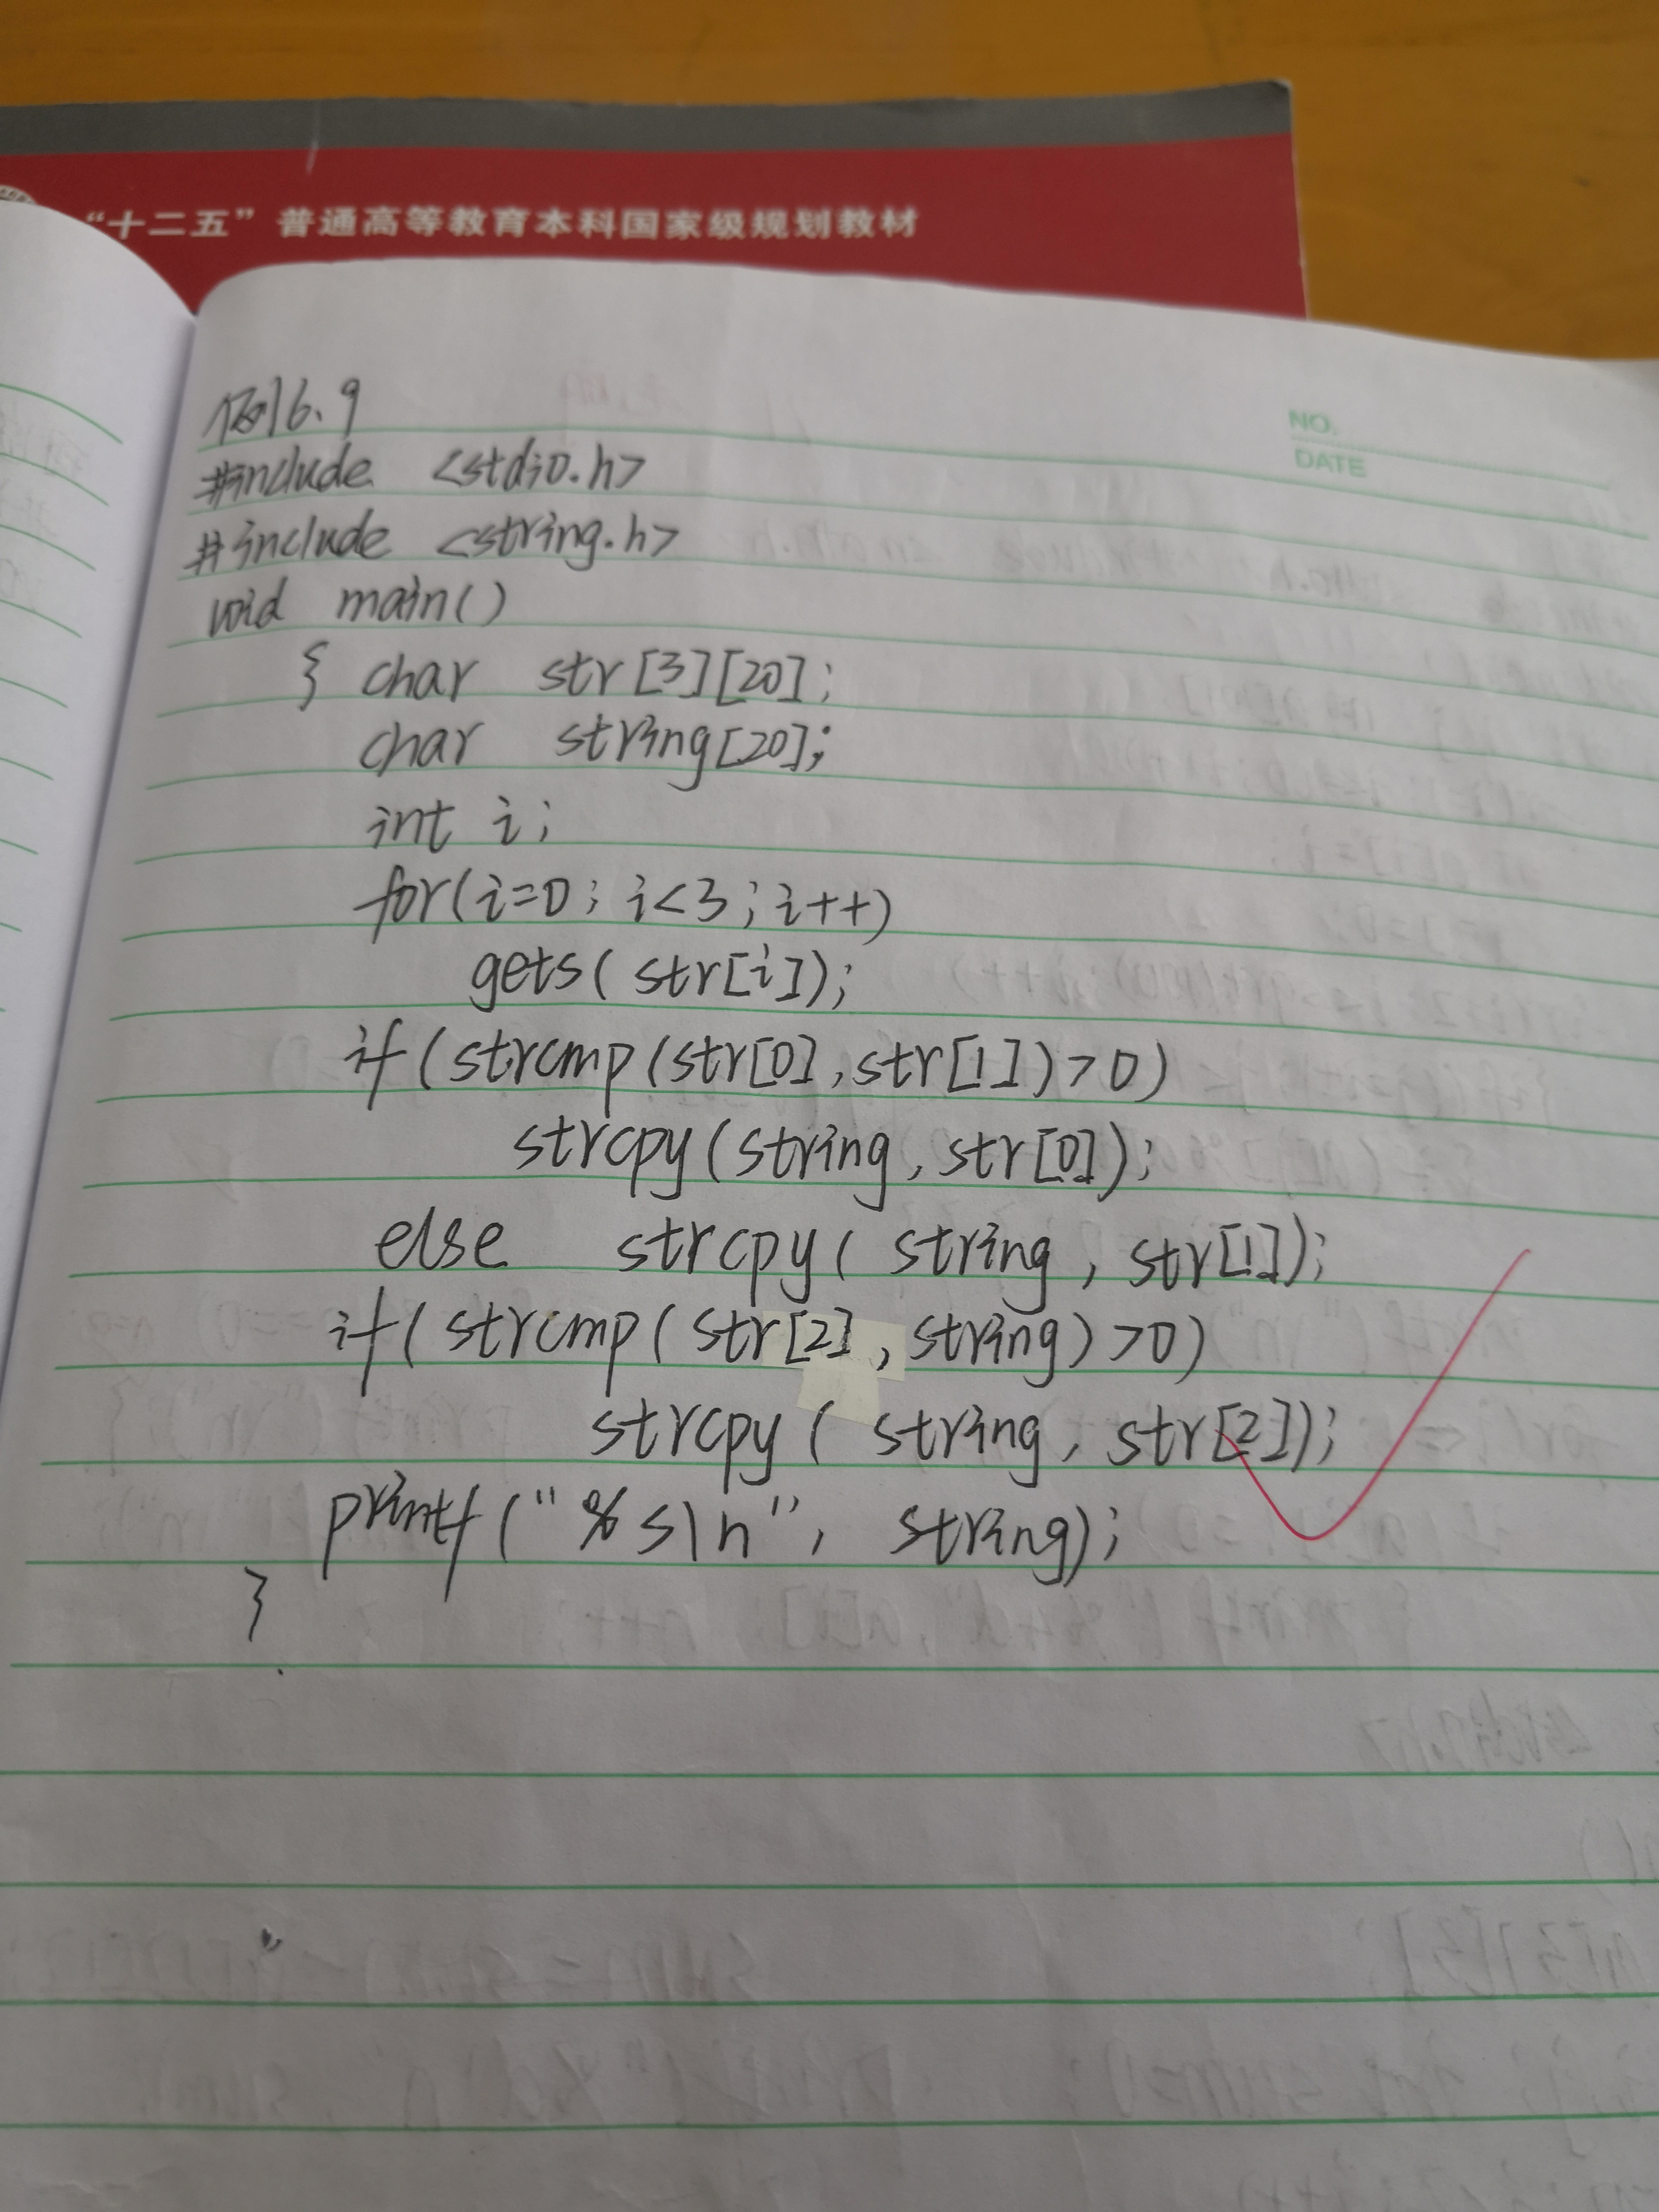 “十二五”普通高等教育本科国家级规划教材
NO.
DATE
例6.9
#include <stdio.h>
#include <string.h>
void main()
{ char str[3][20];
char string[20];
int i;
for(i=0; i<3; i++)
gets(str[i]);
if(strcmp(str[0],str[1])>0)
strcpy(string,str[0]);
else strcpy(string,str[1]);
if(strcmp(str[2],string)>0)
strcpy(string,str[2]);
printf("%s\n", string);
}